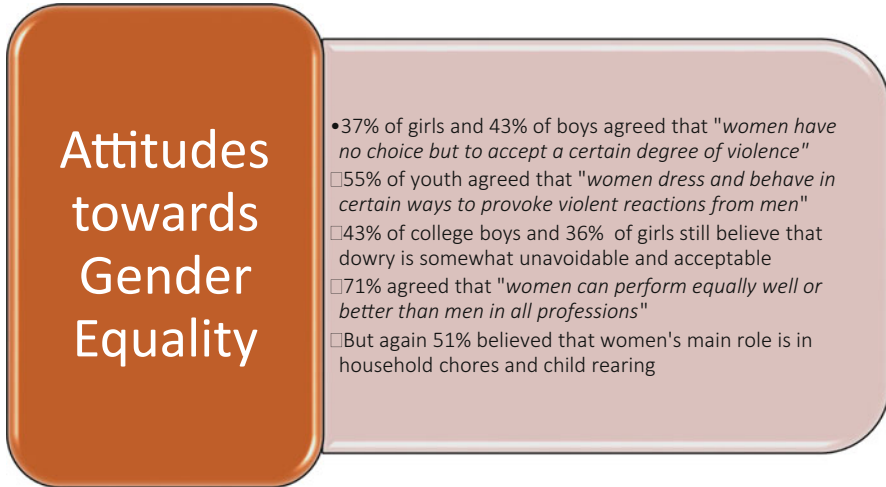 Attitudes
towards
Gender
Equality
•37% of girls and 43% of boys agreed that "women have
no choice but to accept a certain degree of violence"
□55% of youth agreed that "women dress and behave in
certain ways to provoke violent reactions from men"
□43% of college boys and 36% of girls still believe that
dowry is somewhat unavoidable and acceptable
□71% agreed that "women can perform equally well or
better than men in all professions"
□But again 51% believed that women's main role is in
household chores and child rearing